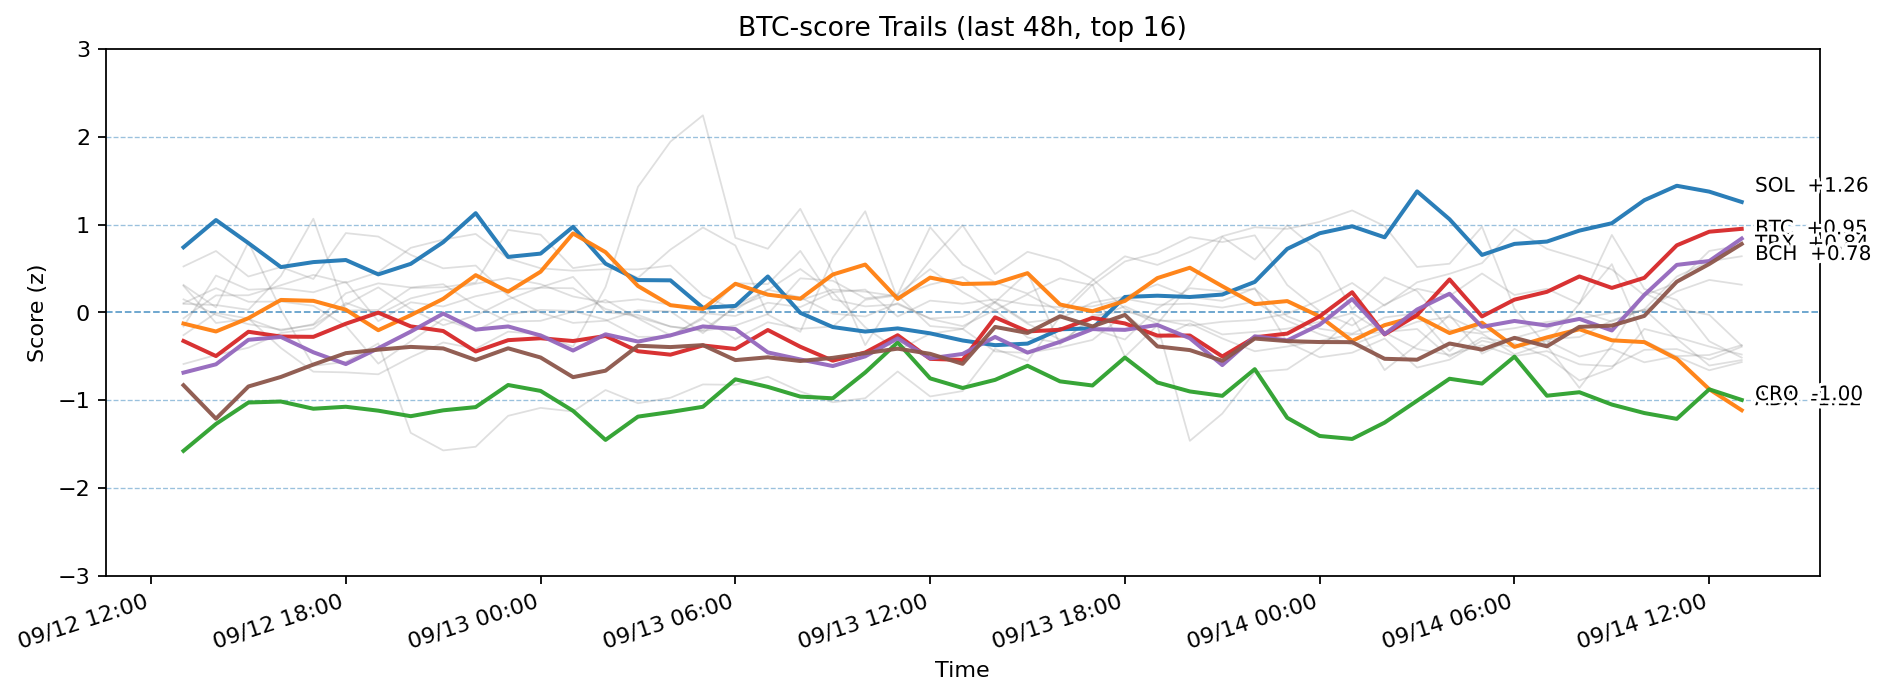 BTC-score Trails (last 48h, top 16)
Score (z)
3
2
1
0
−1
−2
−3
SOL +1.26
BTC +0.95
BCH +0.78
CRO -1.00
09/12 12:00
09/12 18:00
09/13 00:00
09/13 06:00
09/13 12:00
09/13 18:00
09/14 00:00
09/14 06:00
09/14 12:00
Time